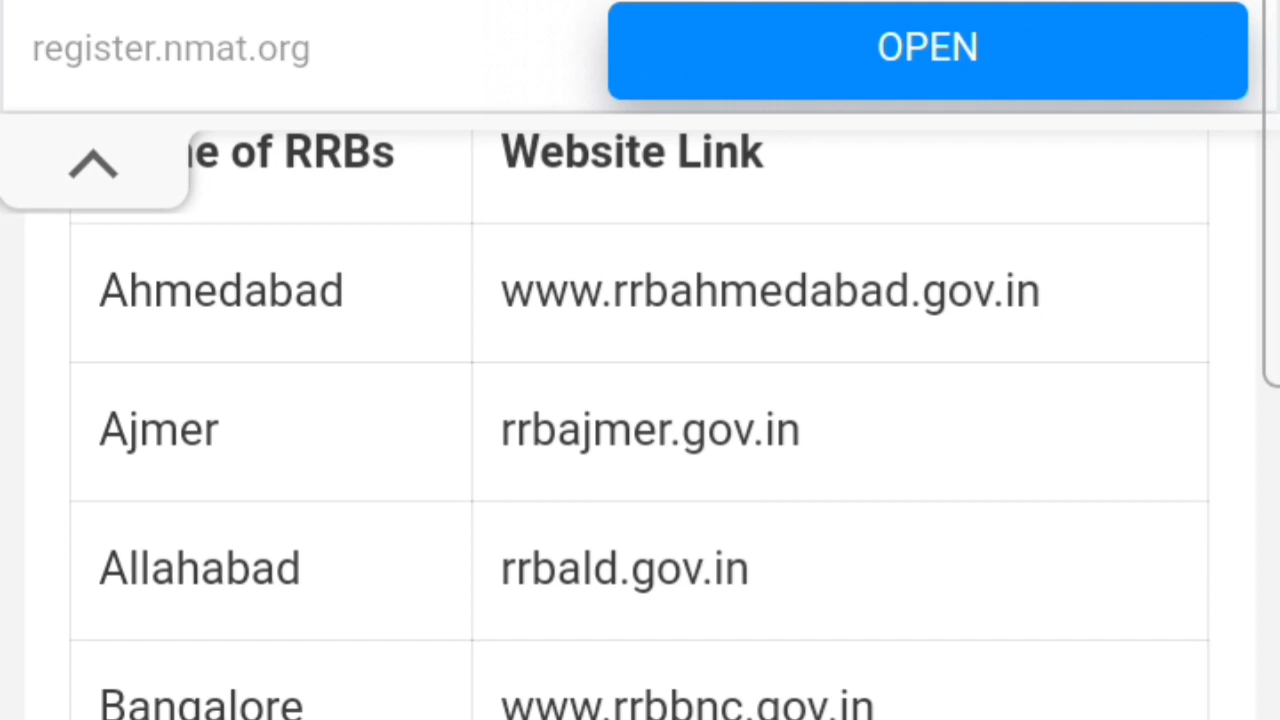 register.nmat.org
OPEN
of RRBs Website Link
Ahmedabad www.rrbahmedabad.gov.in
Ajmer rrbajmer.gov.in
Allahabad rrbald.gov.in
Bangalore www.rrbbnc.gov.in